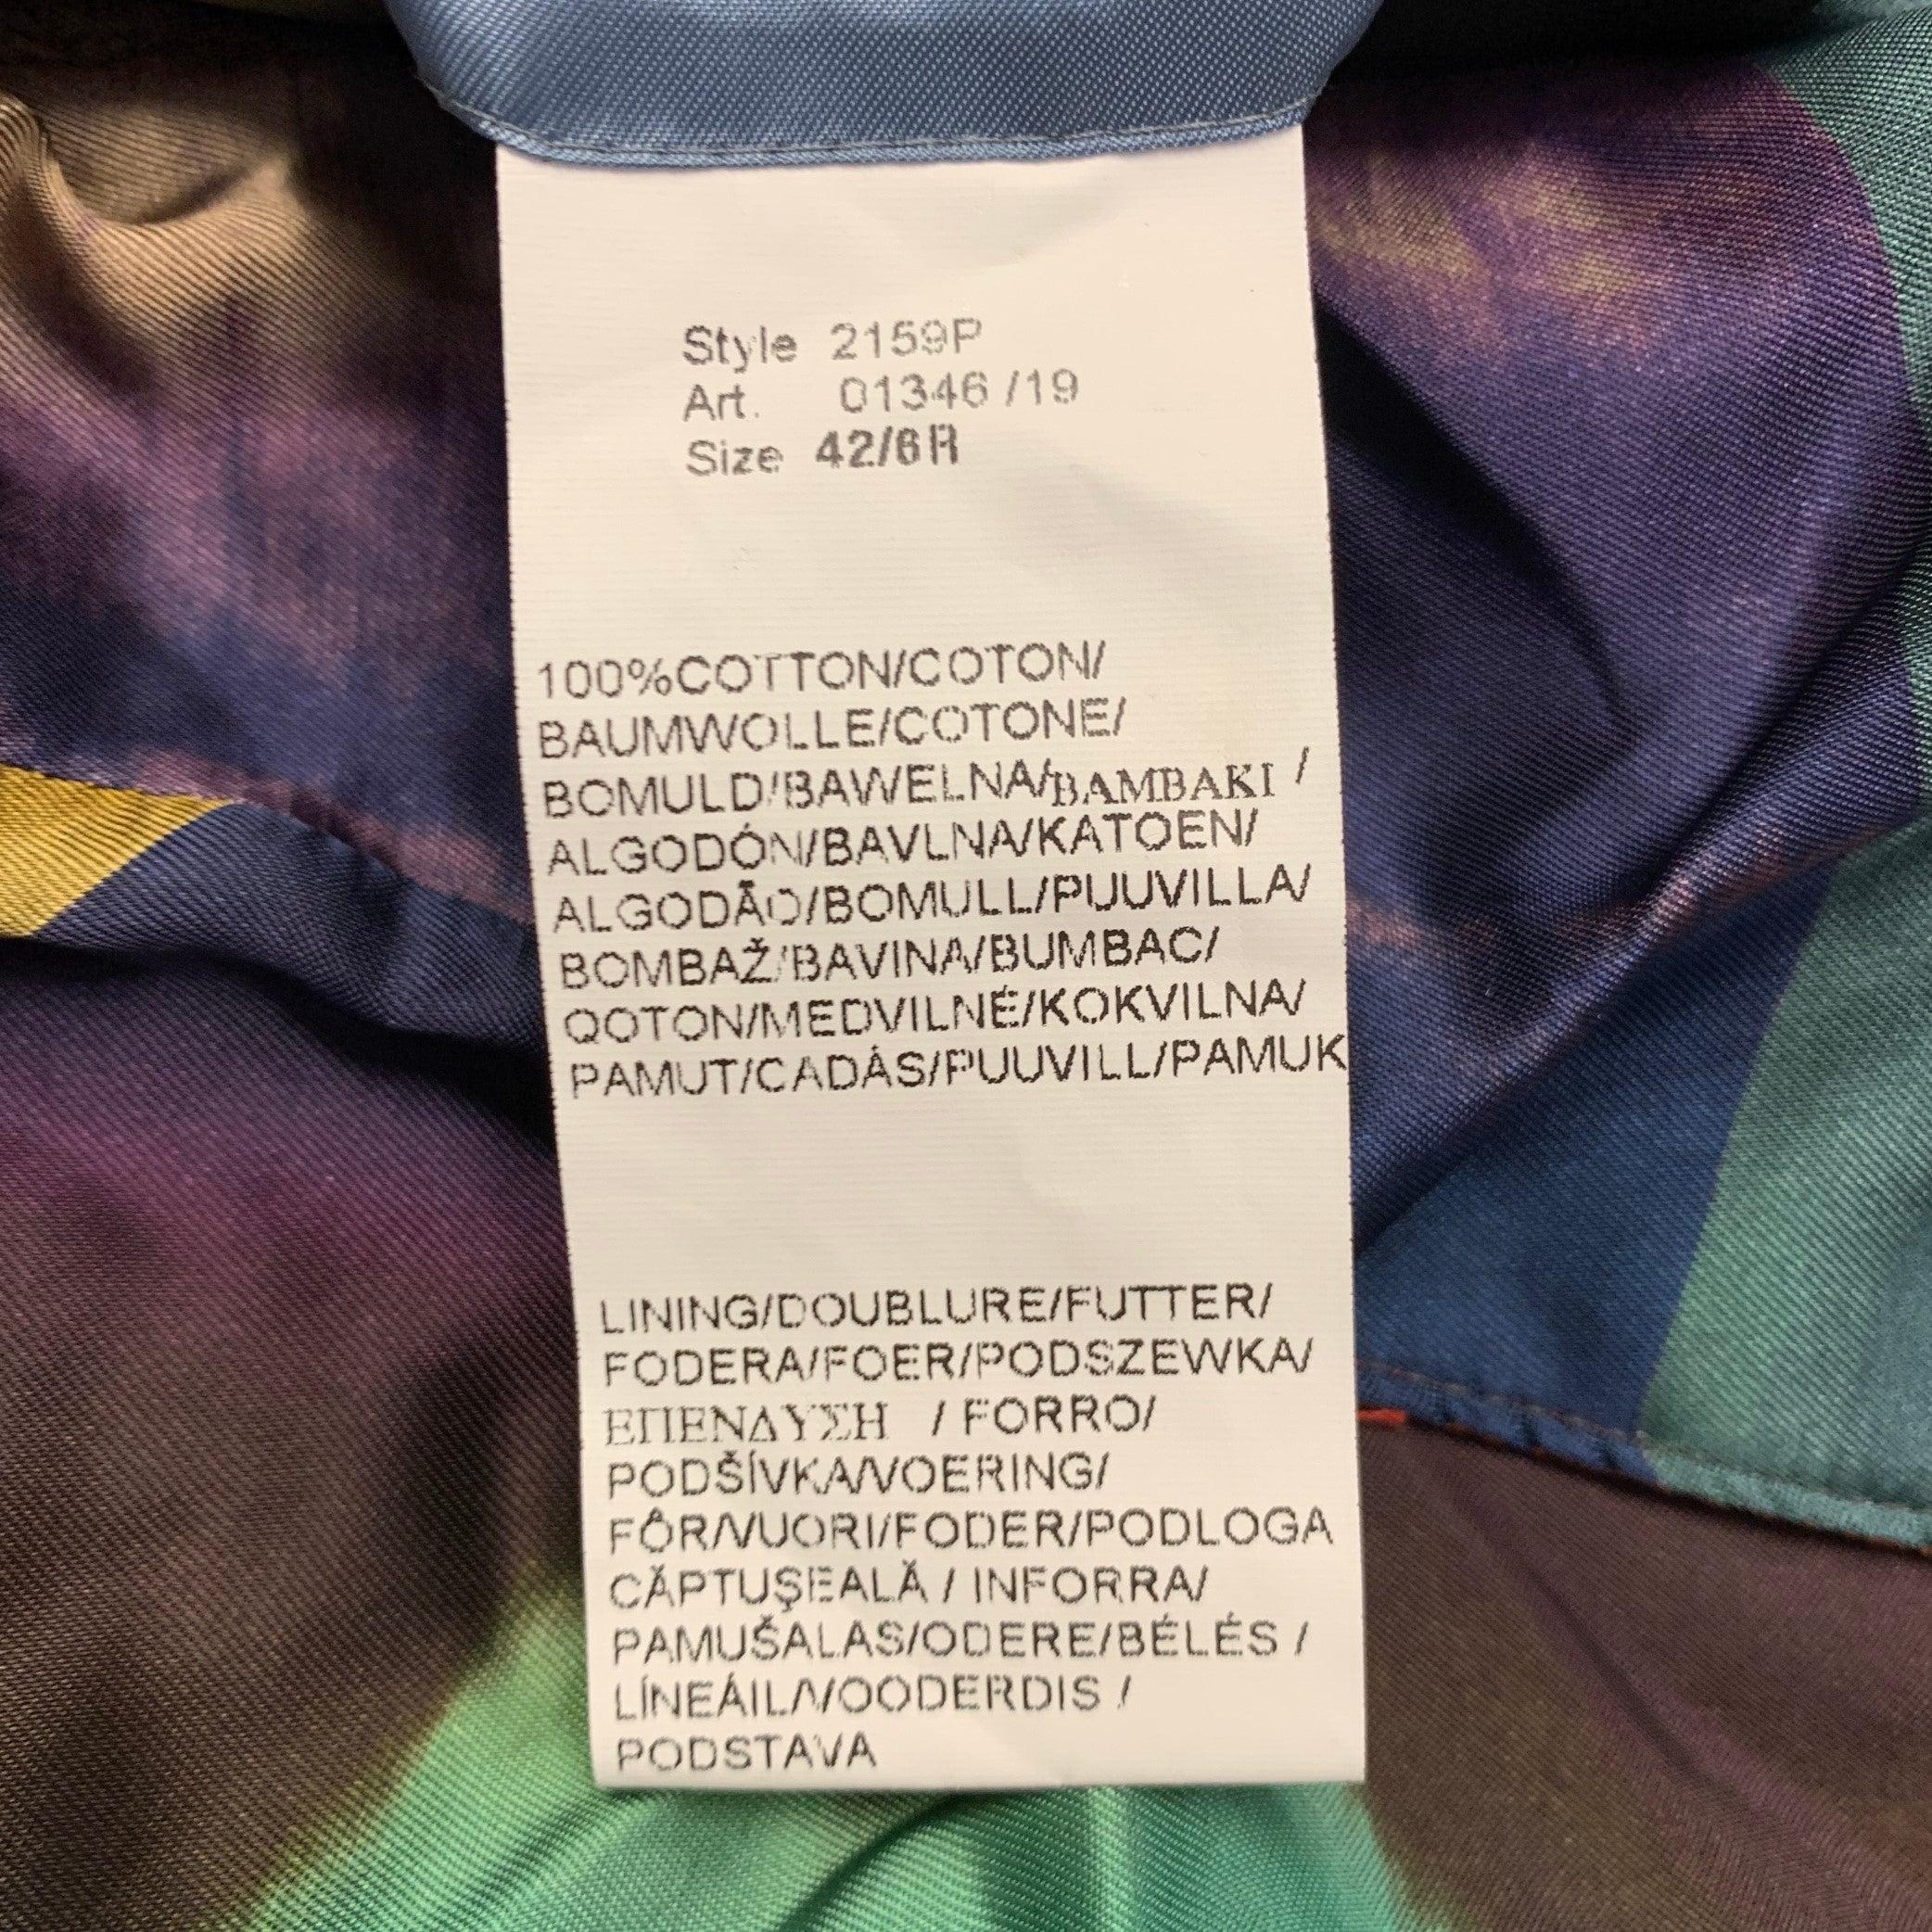 Style 2159P
Art. 01346 /19
Size 42/6R
100%COTTON/COTON/
BAUMWOLLE/COTONE/
BOMULD/BAWELNA/BAMBAKI /
ALGODÓN/BAVLNA/KATOEN/
ALGODÃO/BOMULL/PUUVILLA/
BOMBAŽ/BAVINA/BUMBAC/
QOTON/MEDVILNĖ/KOKVILNA/
PAMUT/CADÁS/PUUVILL/PAMUK
LINING/DOUBLURE/FUTTER/
FODERA/FOER/PODSZEWKA/
ΕΠΕΝΔΥΣΗ / FORRO/
PODŠÍVKA/VOERING/
FÔR/VUORI/FODER/PODLOGA
CĂPTUŞEALĂ / INFORRA/
PAMUŠALAS/ODERE/BÉLÉS /
LÍNEÁIL/VOODERDIS /
PODSTAVA